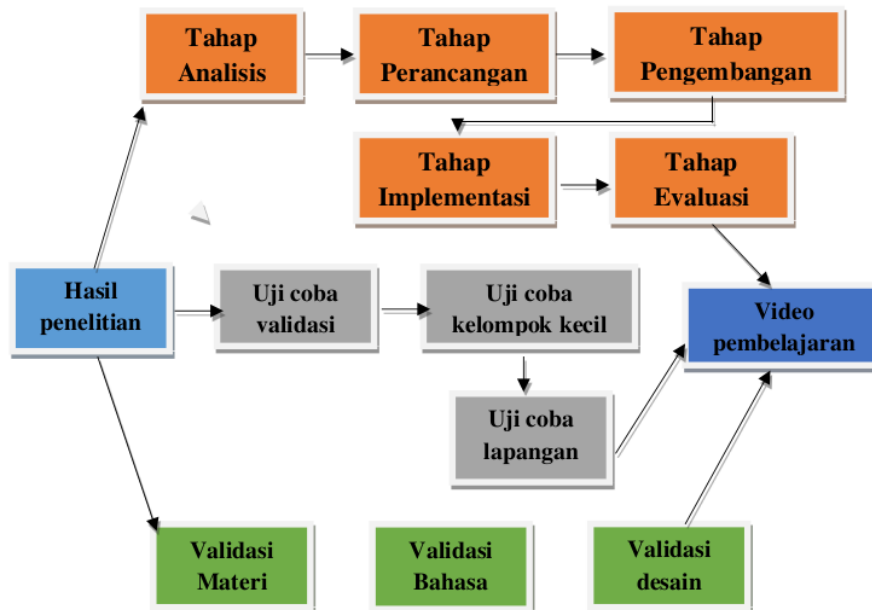 Tahap
Analisis
Tahap
Perancangan
Tahap
Pengembangan
Tahap
Implementasi
Tahap
Evaluasi
Hasil
penelitian
Uji coba
validasi
Uji coba
kelompok kecil
Video
pembelajaran
Uji coba
lapangan
Validasi
Materi
Validasi
Bahasa
Validasi
desain